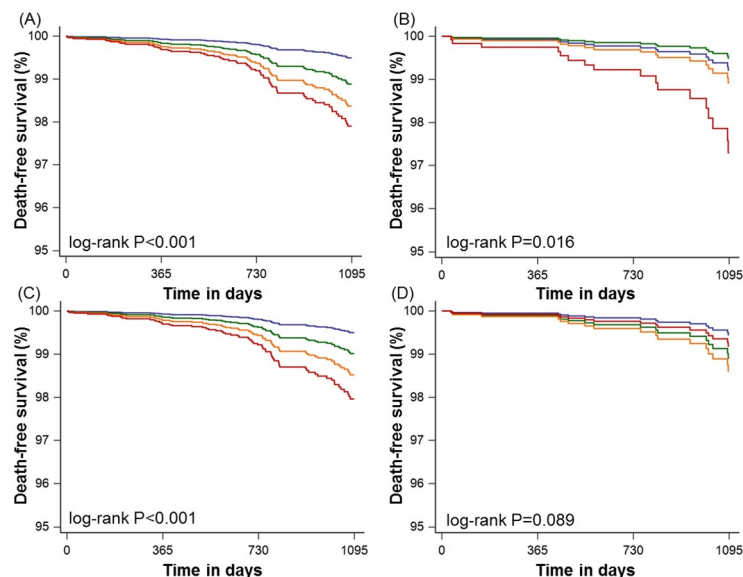 (A)
100
99
98
97
96
95
Death-free survival (%)
log-rank P<0.001
0 365 730 1095
Time in days
(B)
100
99
98
97
96
95
Death-free survival (%)
log-rank P=0.016
0 365 730 1095
Time in days
(C)
100
99
98
97
96
95
Death-free survival (%)
log-rank P<0.001
0 365 730 1095
Time in days
(D)
100
99
98
97
96
95
Death-free survival (%)
log-rank P=0.089
0 365 730 1095
Time in days